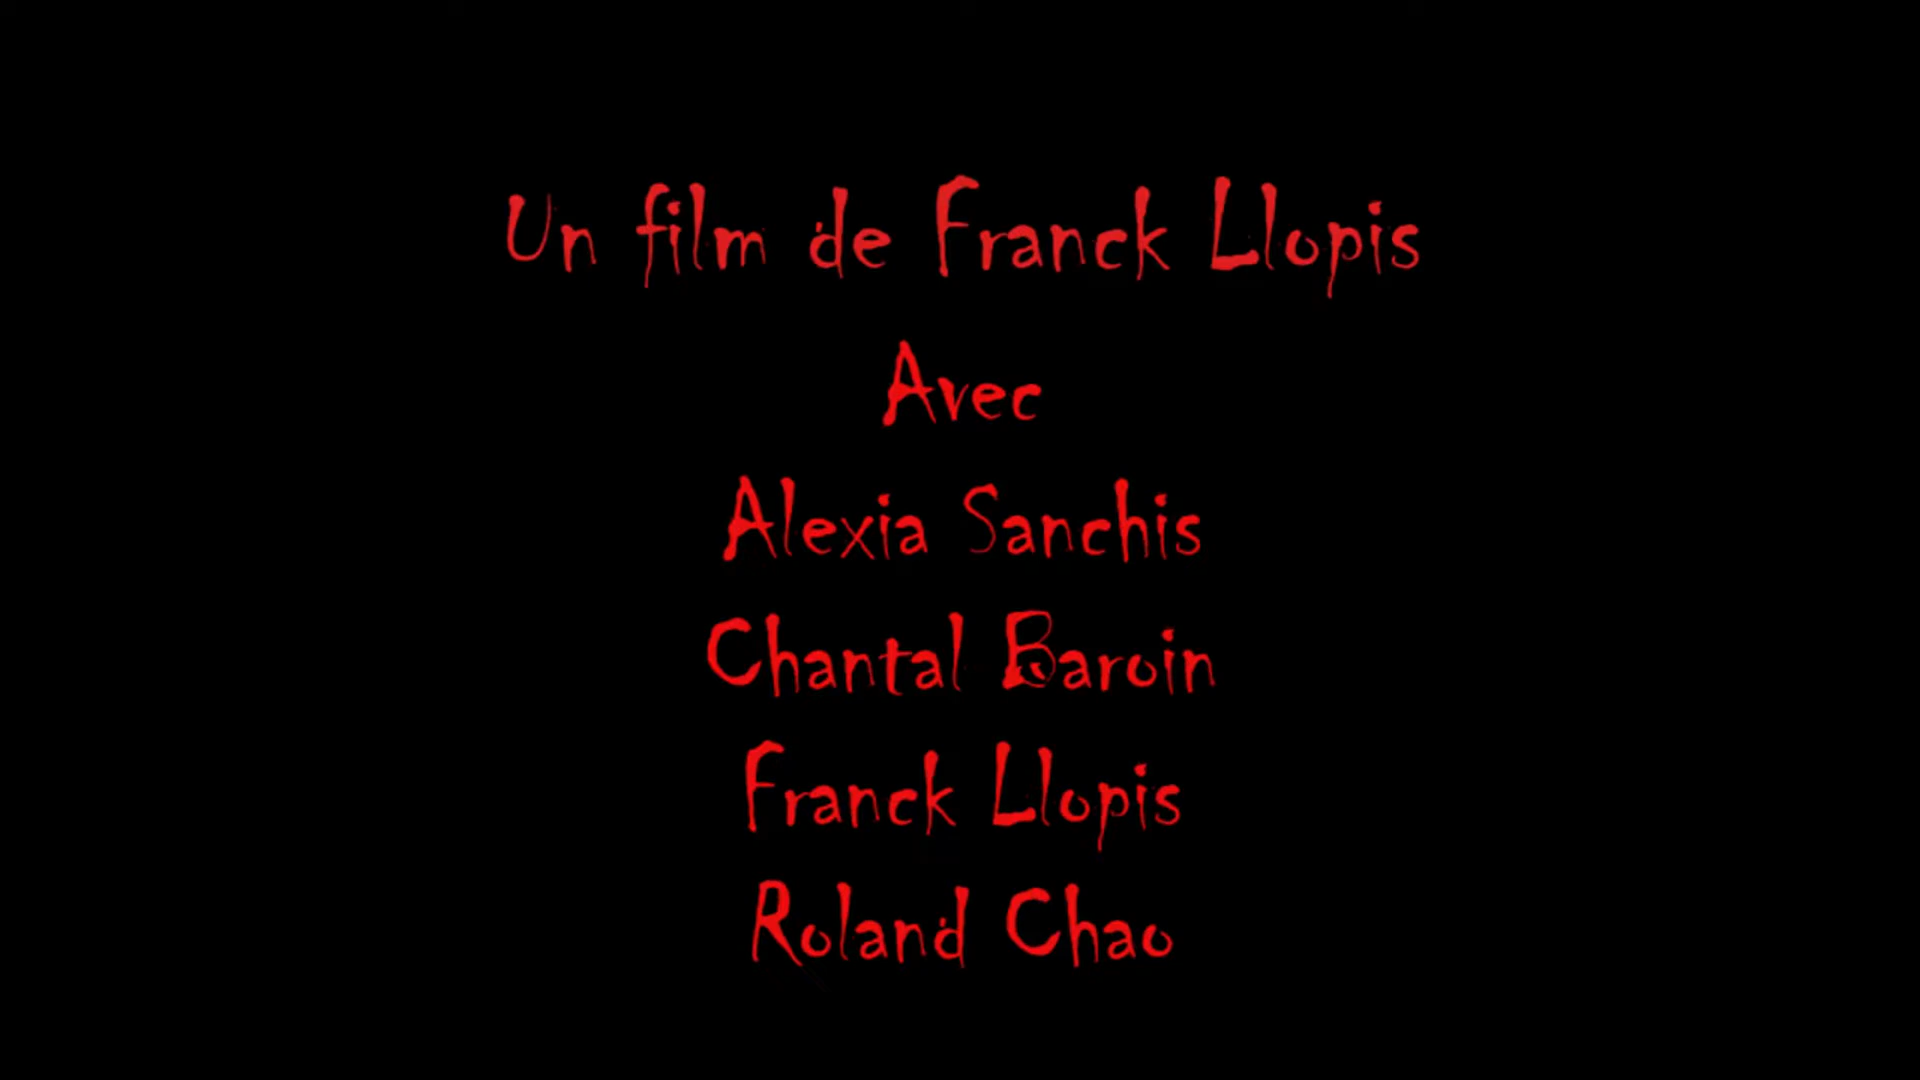 Un film de Franck Llopis
Avec
Alexia Sanchis
Chantal Baroin
Franck Llopis
Roland Chao